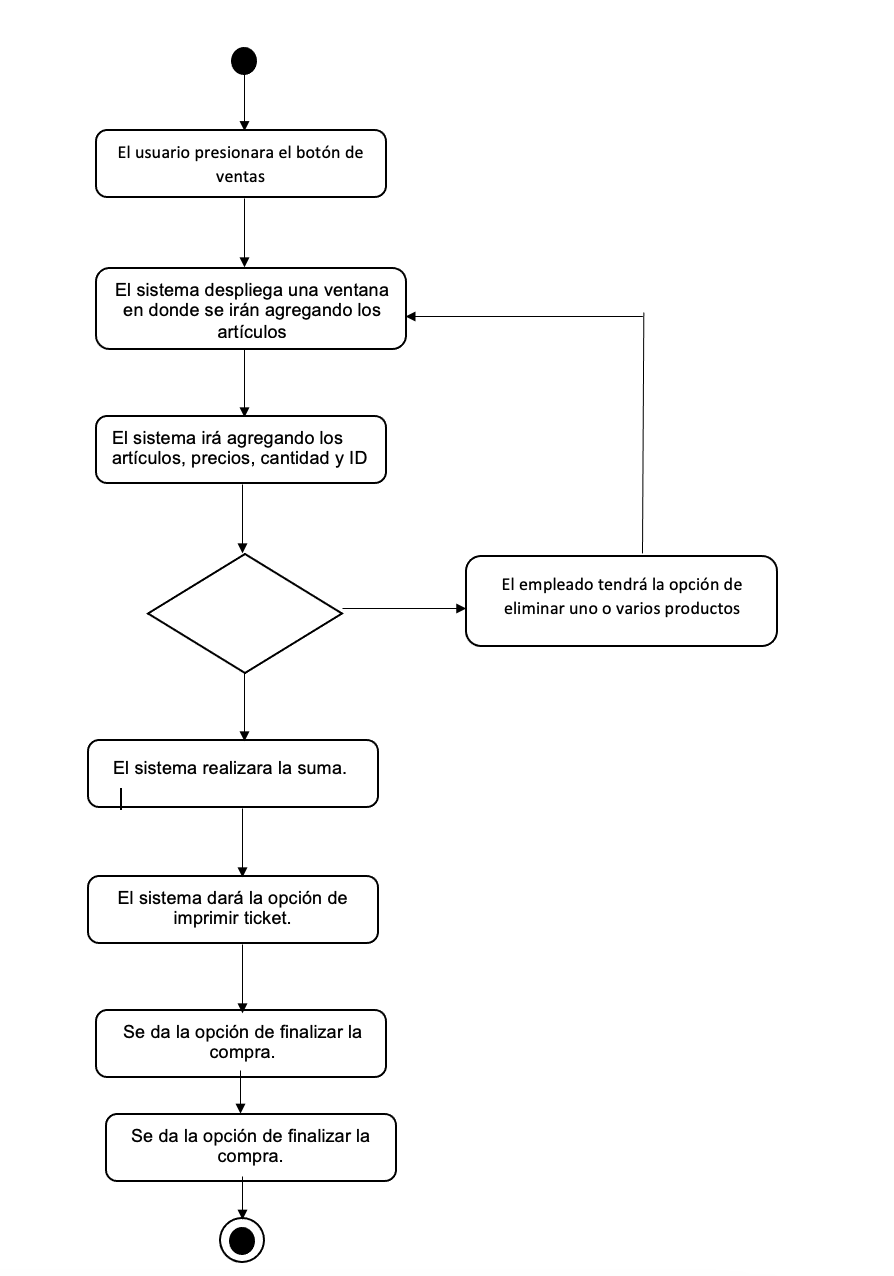 El usuario presionara el botón de
ventas
El sistema despliega una ventana
en donde se irán agregando los
artículos
El sistema irá agregando los
artículos, precios, cantidad y ID
El empleado tendrá la opción de
eliminar uno o varios productos
El sistema realizara la suma.
El sistema dará la opción de
imprimir ticket.
Se da la opción de finalizar la
compra.
Se da la opción de finalizar la
compra.